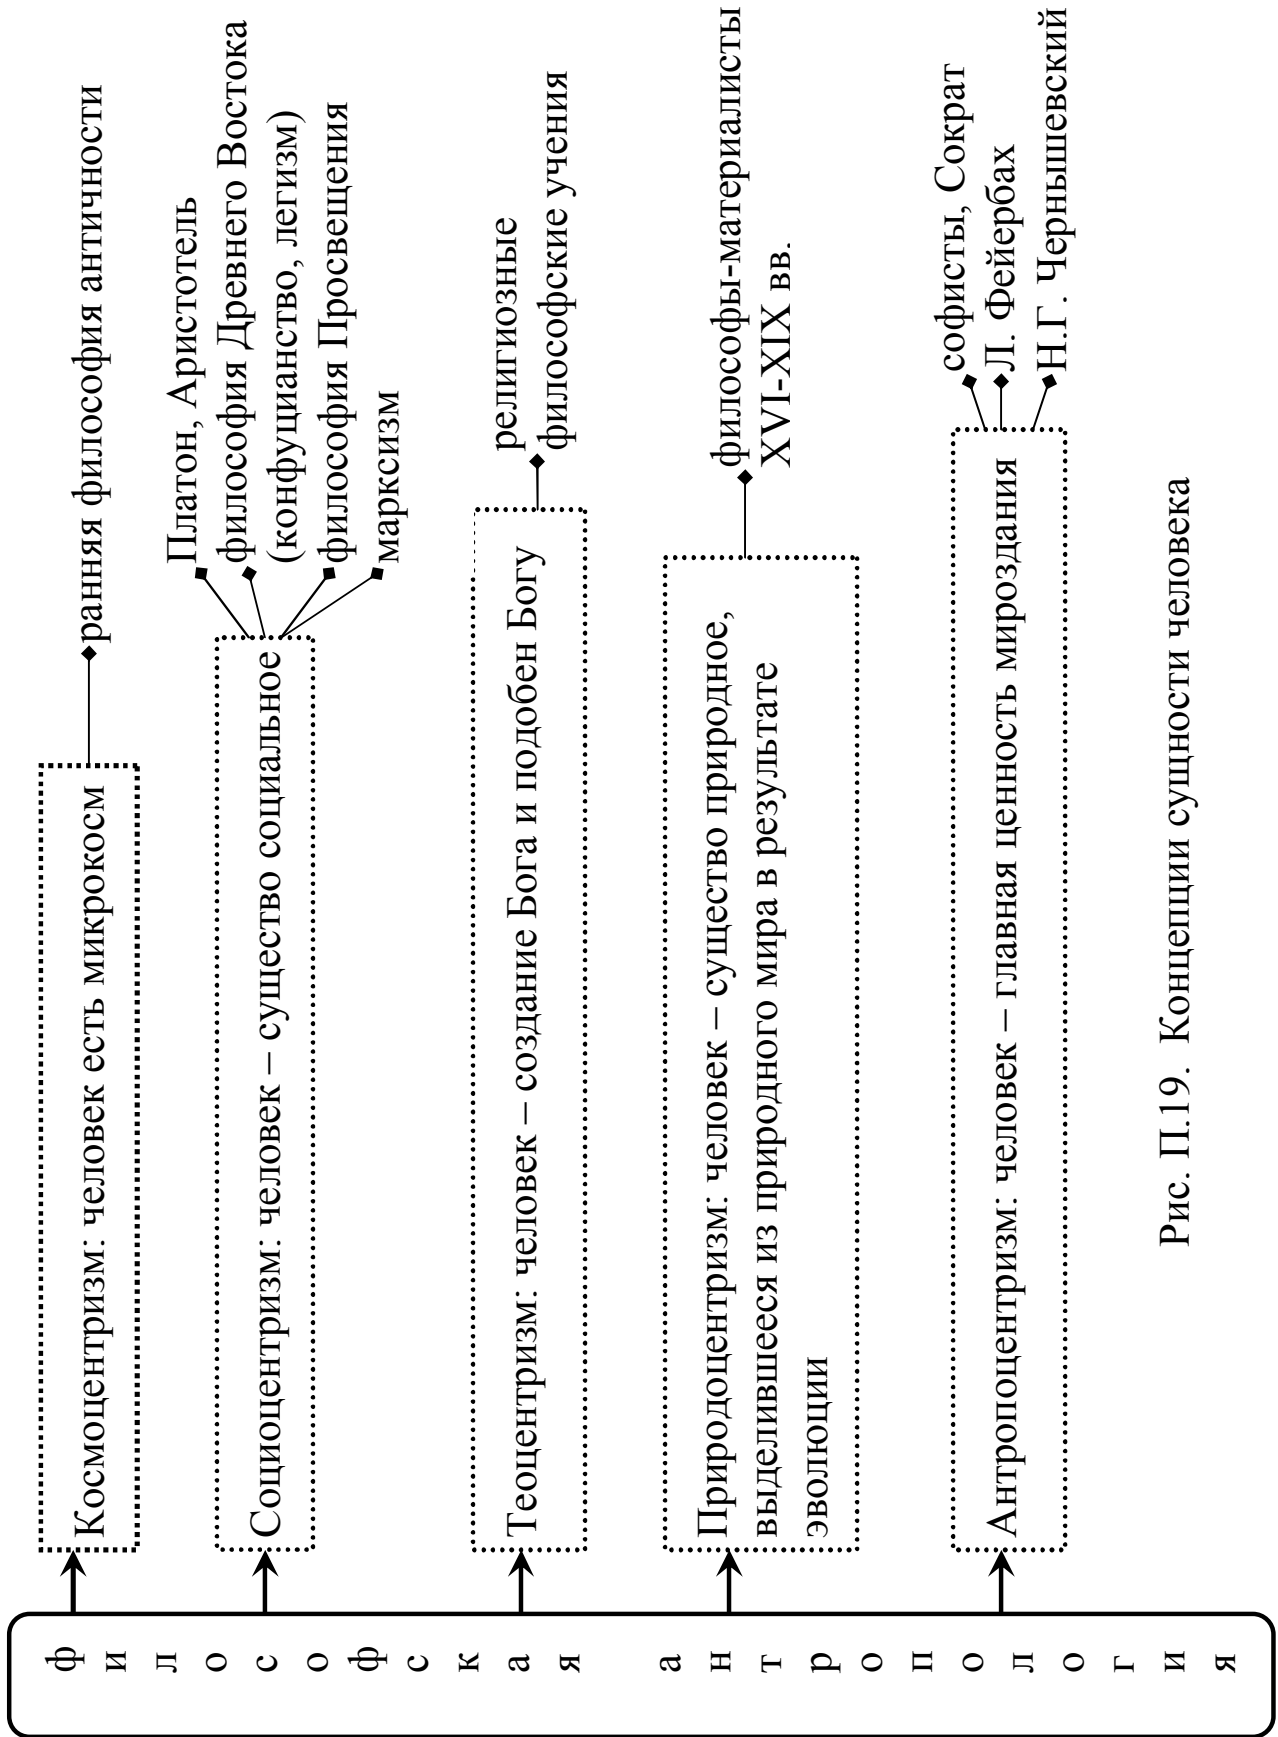 философская антропология
Космоцентризм: человек есть микрокосм
ранняя философия античности
Социоцентризм: человек – существо социальное
Платон, Аристотель
философия Древнего Востока
(конфуцианство, легизм)
философия Просвещения
марксизм
Теоцентризм: человек – создание Бога и подобен Богу
религиозные
философские учения
Природоцентризм: человек – существо природное,
выделившееся из природного мира в результате
эволюции
философы-материалисты
XVI-XIX вв.
Антропоцентризм: человек – главная ценность мироздания
софисты, Сократ
Л. Фейербах
Н.Г. Чернышевский
Рис. П.19. Концепции сущности человека